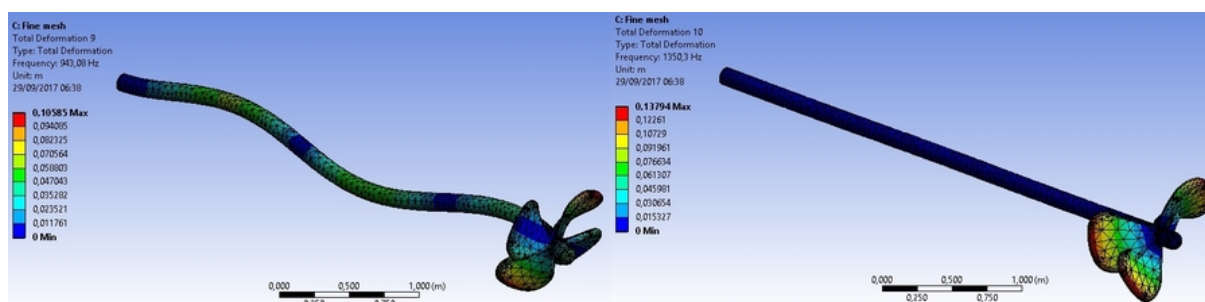 C: Fine mesh
Total Deformation 9
Type: Total Deformation
Frequency: 943,08 Hz
Unit: m
29/09/2017 06:38
0,10585 Max
0,094085
0,082325
0,070564
0,058803
0,047043
0,035282
0,023521
0,011761
0 Min
0,000
0,500
1,000 (m)
0,250
0,750
C: Fine mesh
Total Deformation 10
Type: Total Deformation
Frequency: 1350,3 Hz
Unit: m
29/09/2017 06:38
0,13794 Max
0,12261
0,10729
0,091961
0,076634
0,061307
0,045981
0,030654
0,015327
0 Min
0,000
0,500
1,000 (m)
0,250
0,750